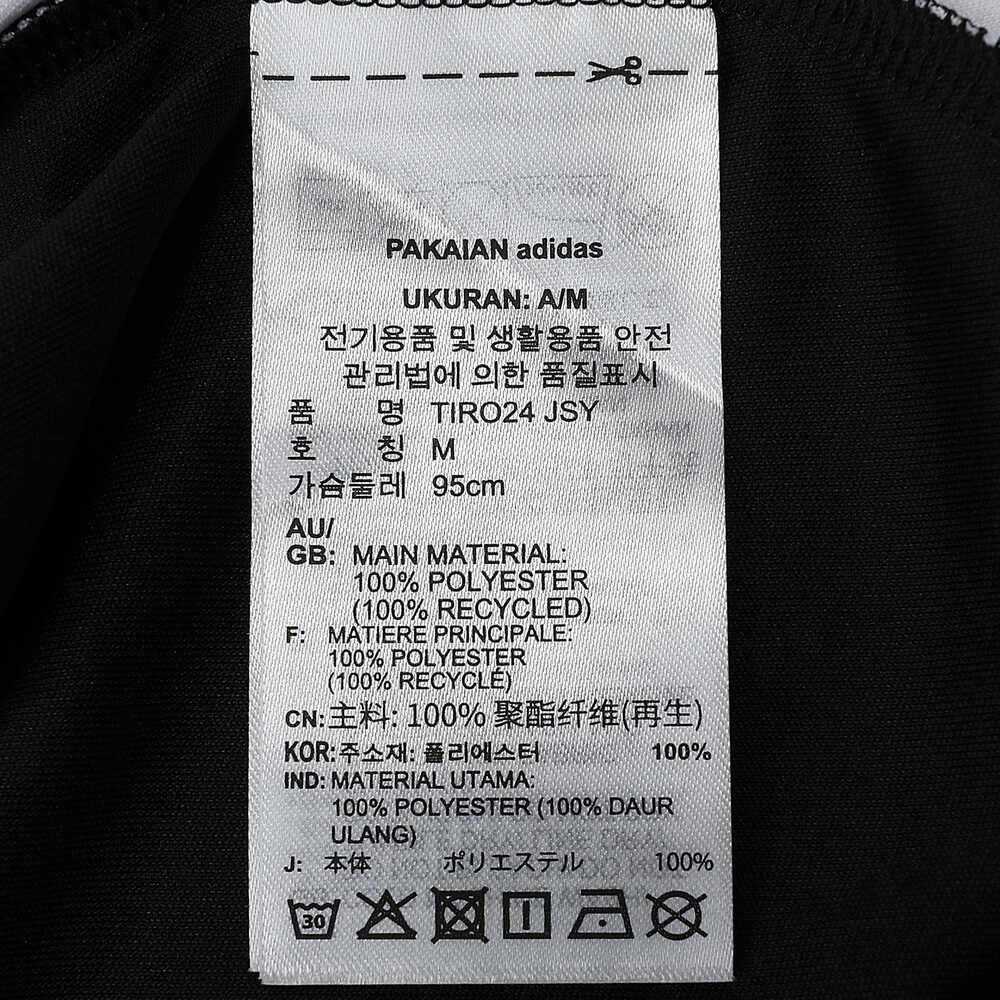 PAKAIAN adidas
UKURAN: A/M
전기용품 및 생활용품 안전
관리법에 의한 품질표시
품 명 TIRO24 JSY
호 칭 M
가슴둘레 95cm
AU/
GB: MAIN MATERIAL:
100% POLYESTER
(100% RECYCLED)
F: MATIERE PRINCIPALE:
100% POLYESTER
(100% RECYCLÉ)
CN: 主料: 100% 聚酯纤维(再生)
KOR: 주소재: 폴리에스터 100%
IND: MATERIAL UTAMA:
100% POLYESTER (100% DAUR
ULANG)
J: 本体 ポリエステル 100%
30